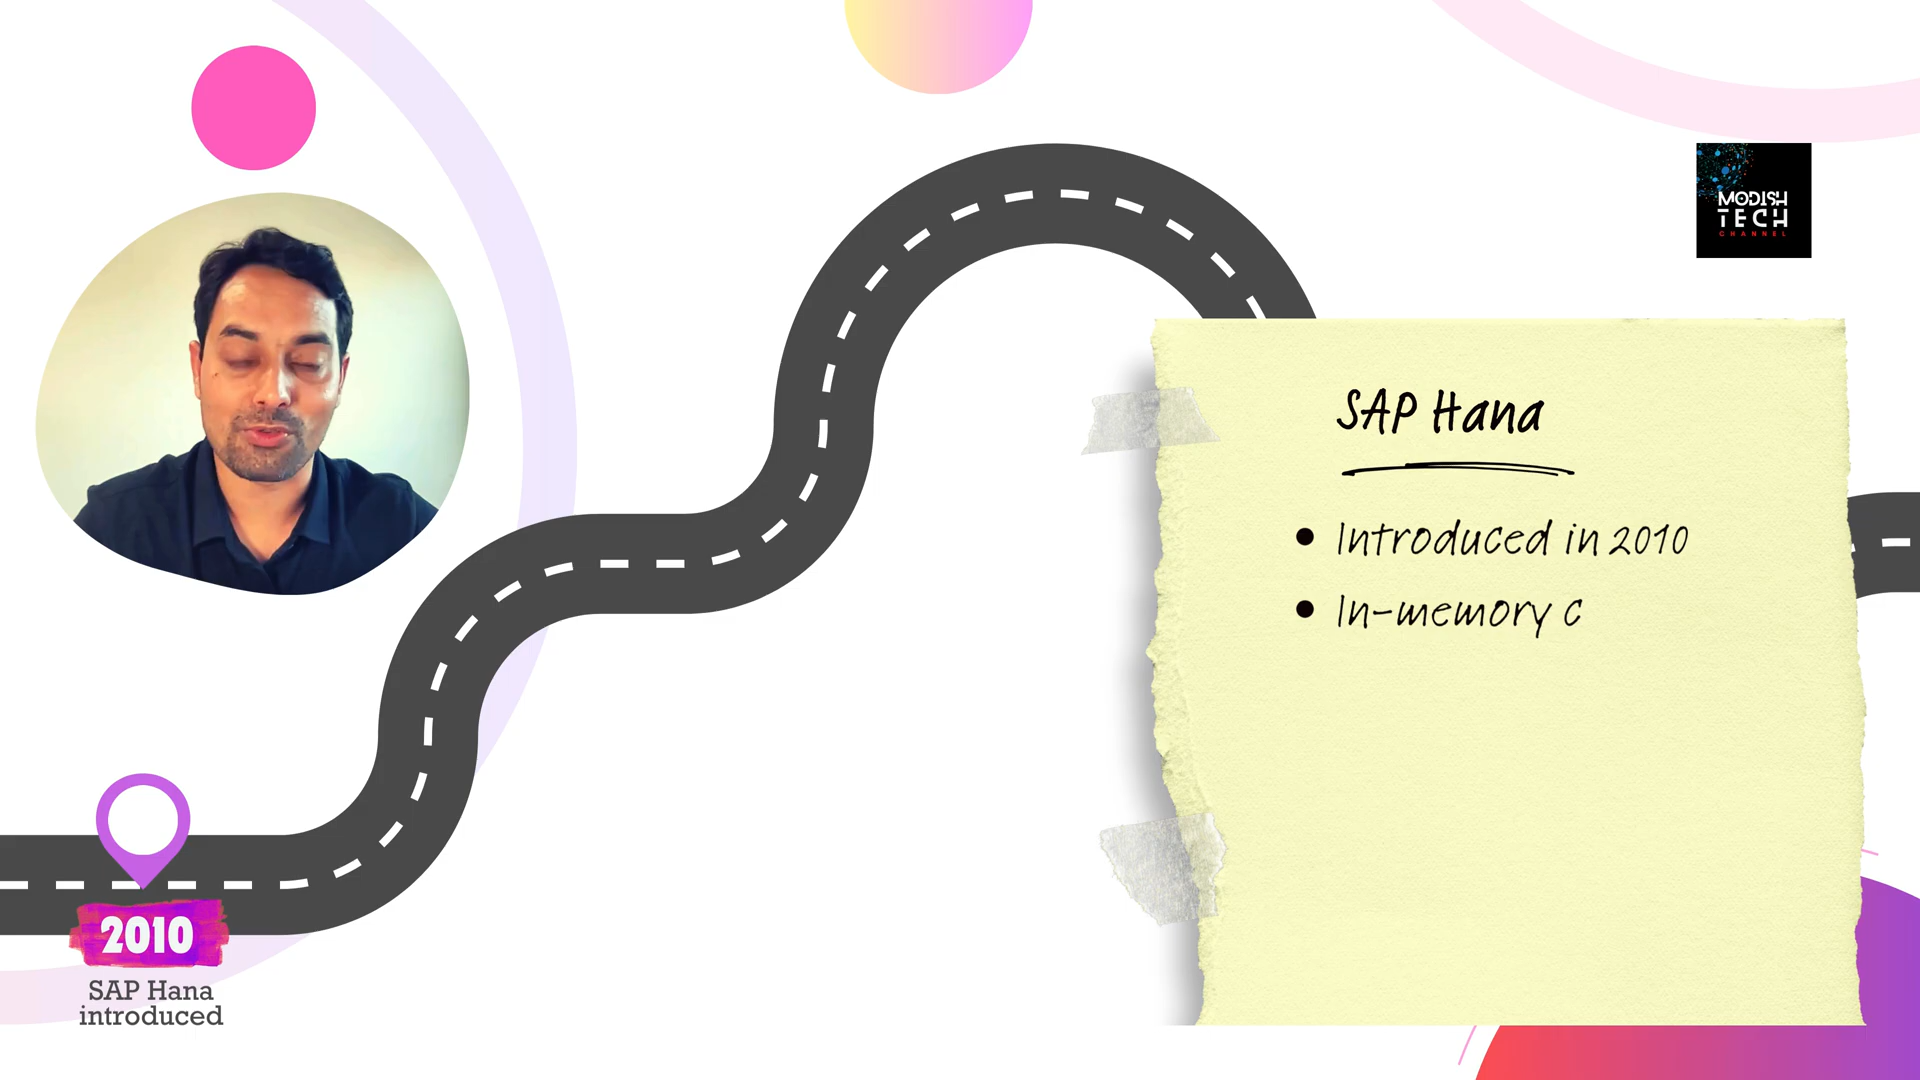 MODISH
TECH
CHANNEL
SAP Hana
Introduced in 2010
In-memory c
2010
SAP Hana
introduced